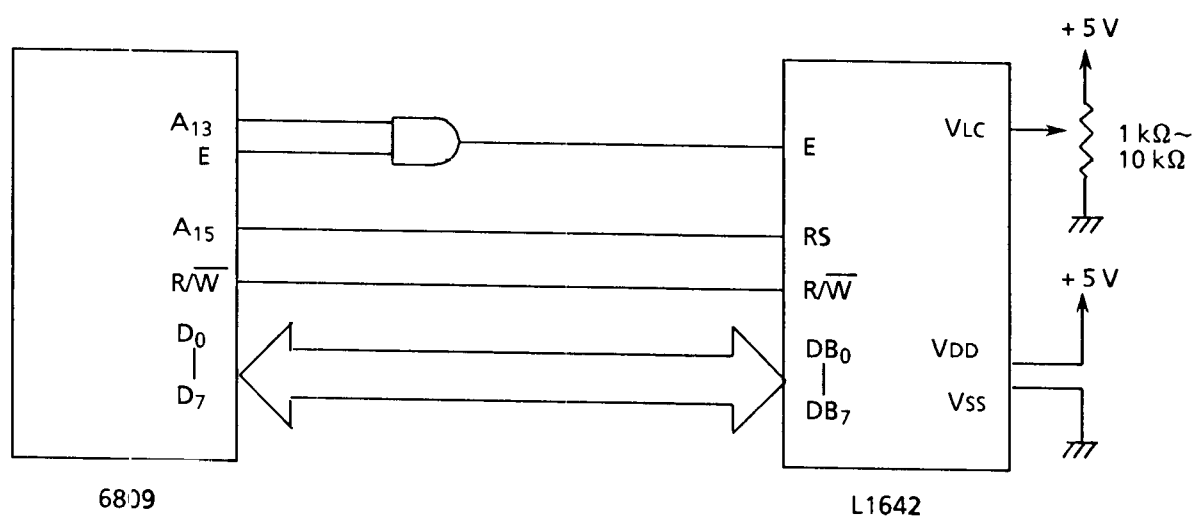 + 5 V
A13
E
E
VLC
1 kΩ~
10 kΩ
A15
RS
R/W̅
R/W̅
+ 5 V
D0
D7
DB0
DB7
VDD
VSS
6809
L1642